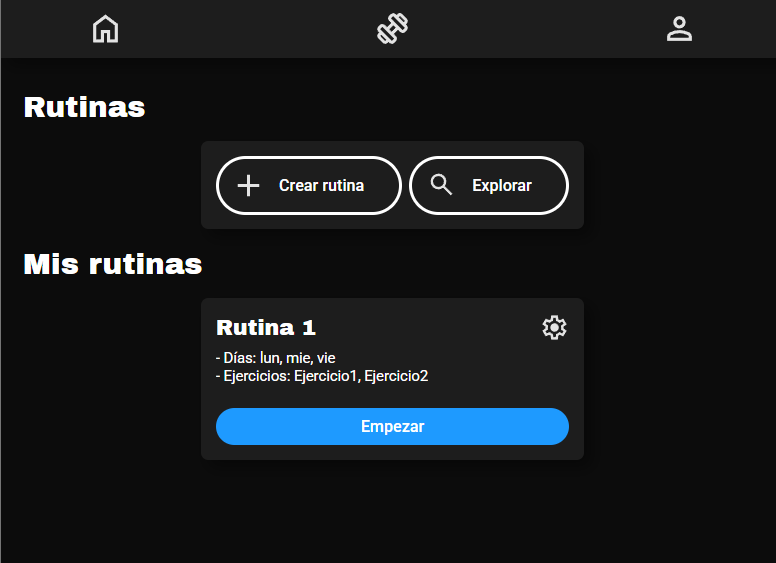 Rutinas
Crear rutina
Explorar
Mis rutinas
Rutina 1
- Días: lun, mie, vie
- Ejercicios: Ejercicio1, Ejercicio2
Empezar